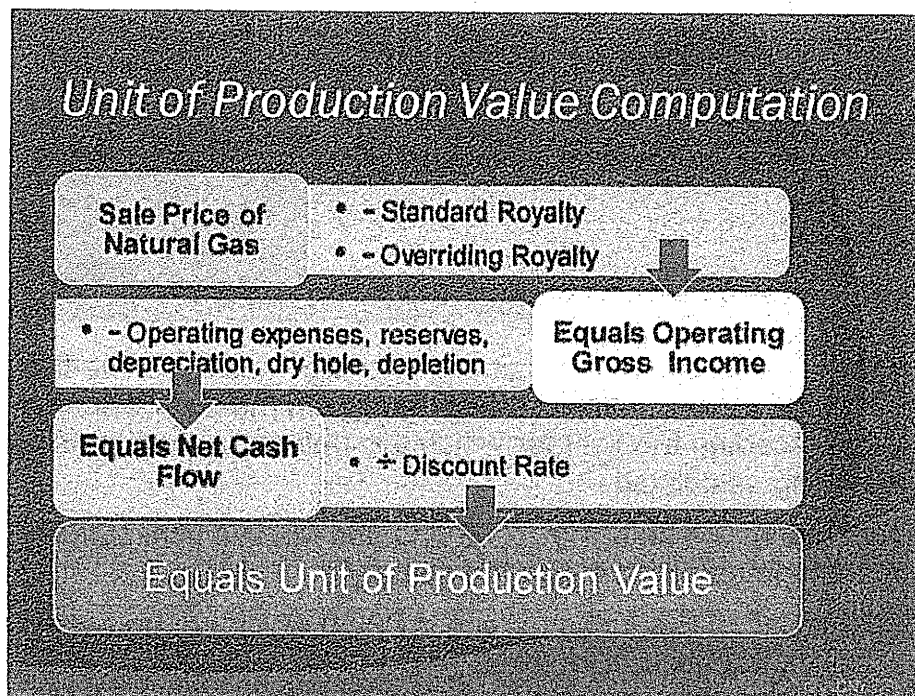 Unit of Production Value Computation
Sale Price of
Natural Gas
• - Standard Royalty
• - Overriding Royalty
• - Operating expenses, reserves,
depreciation, dry hole, depletion
Equals Operating
Gross Income
Equals Net Cash
Flow
• ÷ Discount Rate
Equals Unit of Production Value